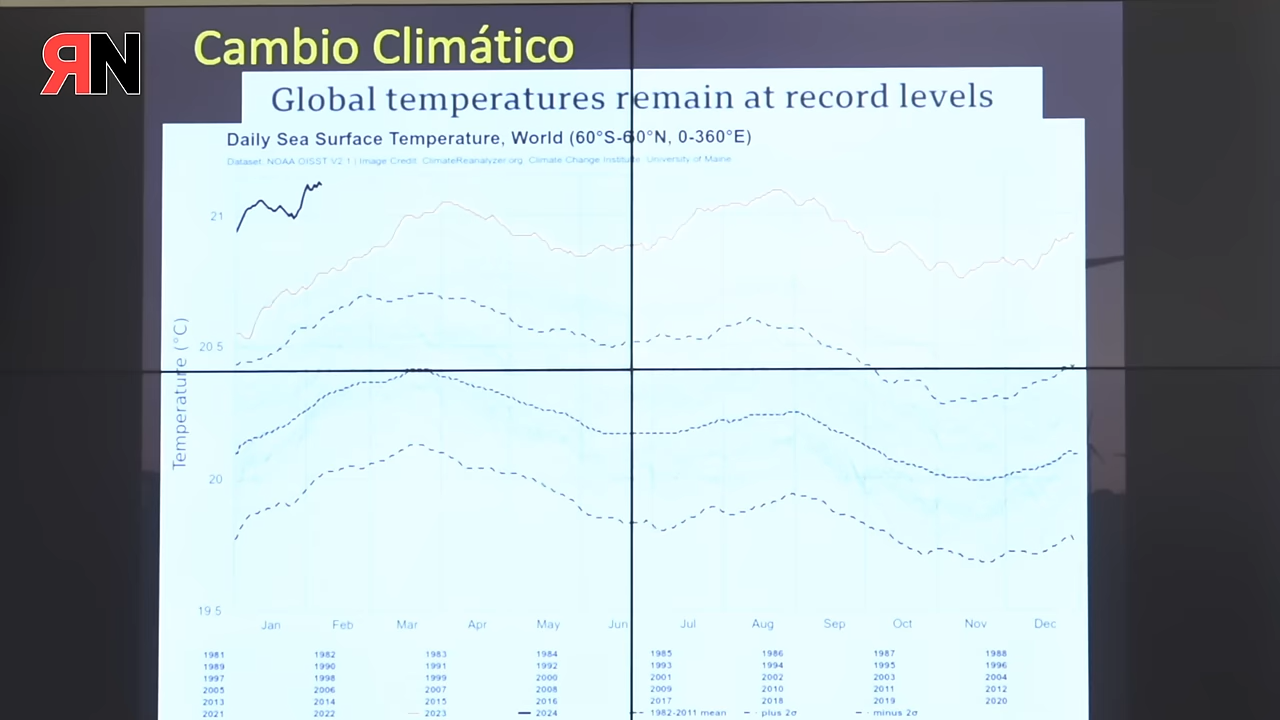 ЯN
Cambio Climático
Global temperatures remain at record levels
Daily Sea Surface Temperature, World (60°S-60°N, 0-360°E)
Dataset: NOAA OISST V2.1 | Image Credit: ClimateReanalyzer.org, Climate Change Institute, University of Maine
21
20.5
20
19.5
Temperature (°C)
Jan Feb Mar Apr May Jun Jul Aug Sep Oct Nov Dec
1981 1982 1983 1984 1985 1986 1987 1988
1989 1990 1991 1992 1993 1994 1995 1996
1997 1998 1999 2000 2001 2002 2003 2004
2005 2006 2007 2008 2009 2010 2011 2012
2013 2014 2015 2016 2017 2018 2019 2020
2021 2022 2023 2024 1982-2011 mean plus 2σ minus 2σ